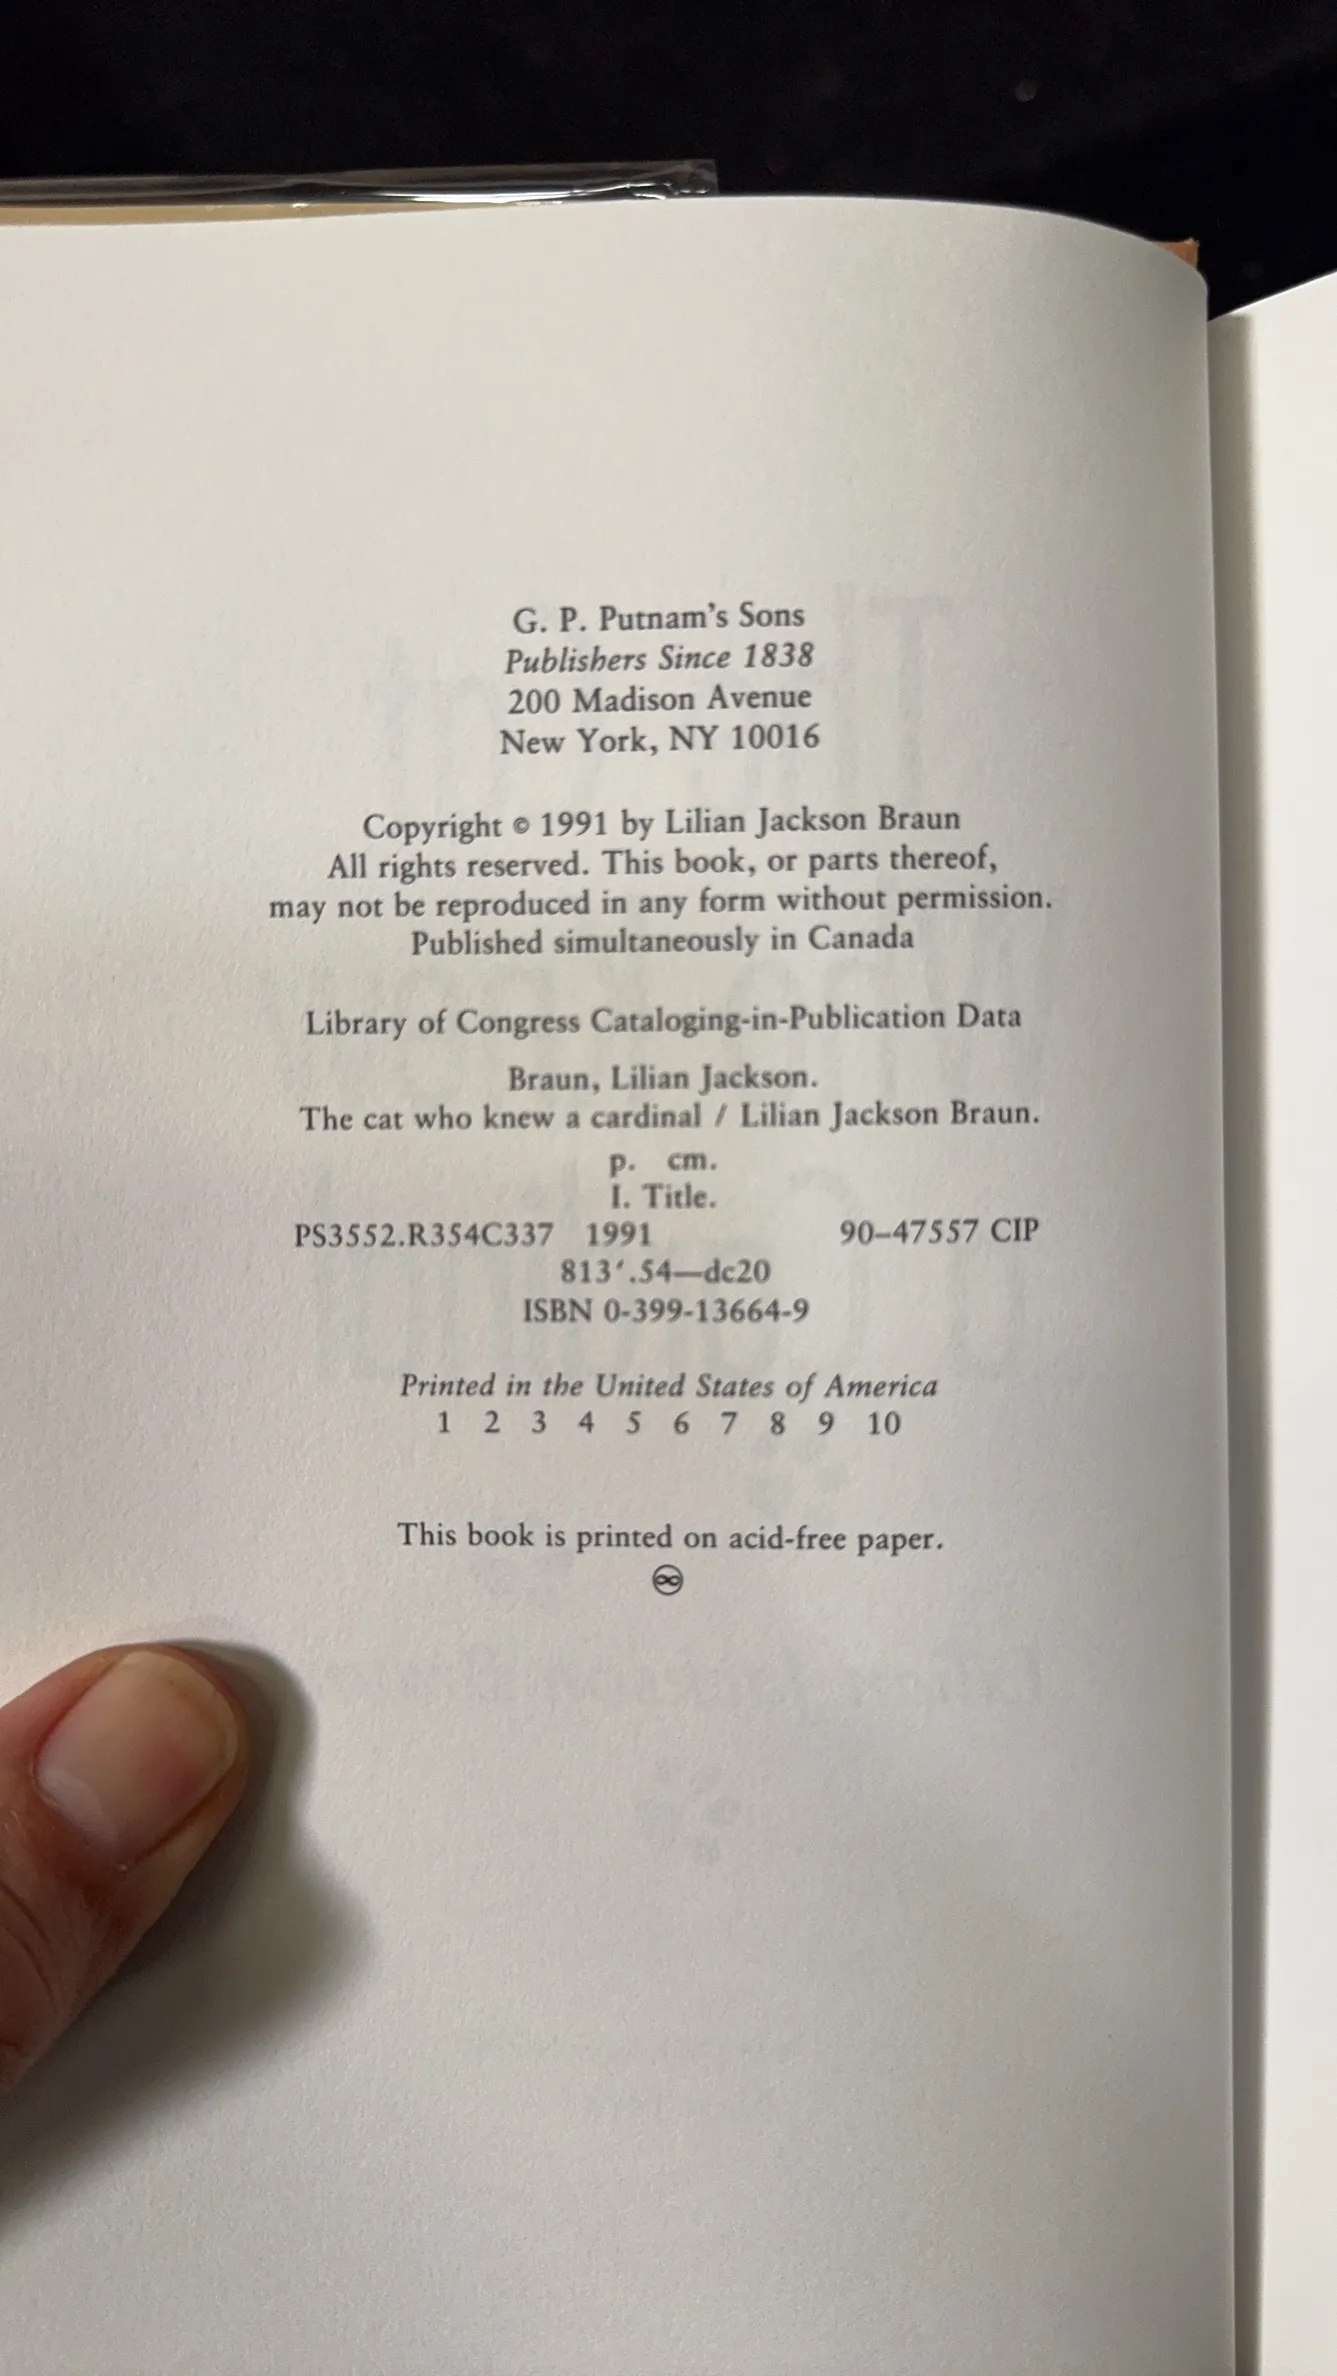 G. P. Putnam's Sons
Publishers Since 1838
200 Madison Avenue
New York, NY 10016
Copyright © 1991 by Lilian Jackson Braun
All rights reserved. This book, or parts thereof,
may not be reproduced in any form without permission.
Published simultaneously in Canada
Library of Congress Cataloging-in-Publication Data
Braun, Lilian Jackson.
The cat who knew a cardinal / Lilian Jackson Braun.
p. cm.
I. Title.
PS3552.R354C337 1991 90–47557 CIP
813′.54—dc20
ISBN 0-399-13664-9
Printed in the United States of America
1 2 3 4 5 6 7 8 9 10
This book is printed on acid-free paper.
♾